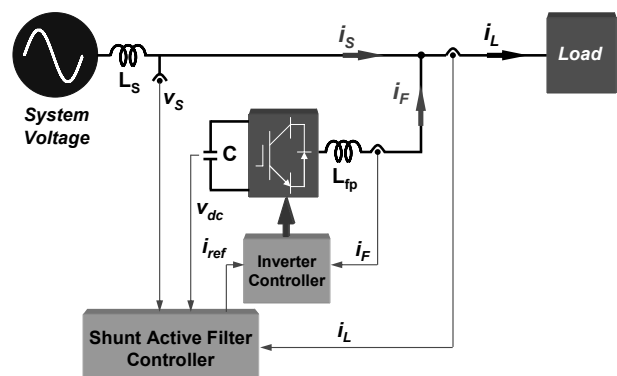 i_S
i_L
Load
L_S
v_S
System
Voltage
i_F
C
L_fp
v_dc
i_ref
i_F
Inverter
Controller
Shunt Active Filter
Controller
i_L